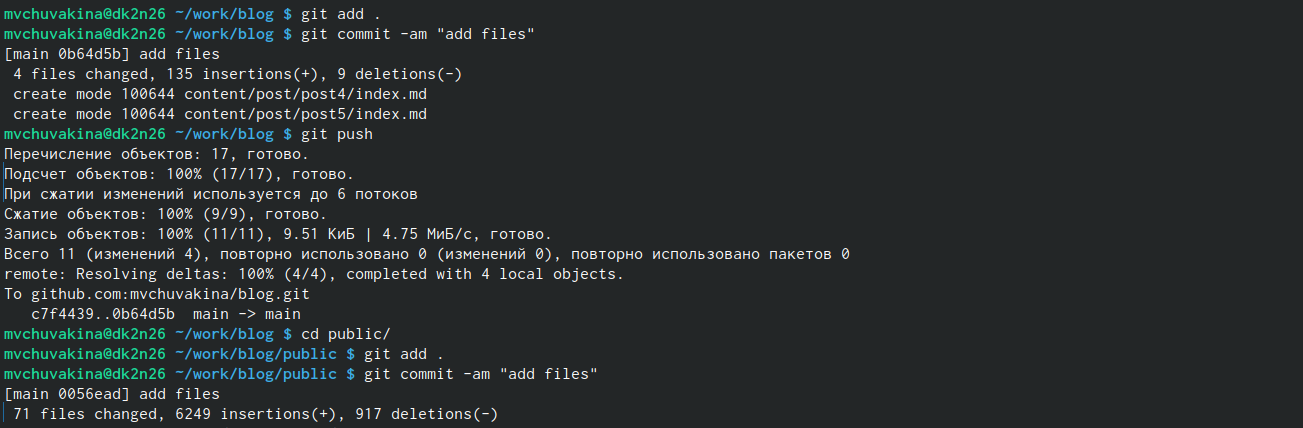 mvchuvakina@dk2n26 ~/work/blog $ git add .
mvchuvakina@dk2n26 ~/work/blog $ git commit -am "add files"
[main 0b64d5b] add files
 4 files changed, 135 insertions(+), 9 deletions(-)
 create mode 100644 content/post/post4/index.md
 create mode 100644 content/post/post5/index.md
mvchuvakina@dk2n26 ~/work/blog $ git push
Перечисление объектов: 17, готово.
Подсчет объектов: 100% (17/17), готово.
При сжатии изменений используется до 6 потоков
Сжатие объектов: 100% (9/9), готово.
Запись объектов: 100% (11/11), 9.51 КиБ | 4.75 МиБ/с, готово.
Всего 11 (изменений 4), повторно использовано 0 (изменений 0), повторно использовано пакетов 0
remote: Resolving deltas: 100% (4/4), completed with 4 local objects.
To github.com:mvchuvakina/blog.git
   c7f4439..0b64d5b  main -> main
mvchuvakina@dk2n26 ~/work/blog $ cd public/
mvchuvakina@dk2n26 ~/work/blog/public $ git add .
mvchuvakina@dk2n26 ~/work/blog/public $ git commit -am "add files"
[main 0056ead] add files
 71 files changed, 6249 insertions(+), 917 deletions(-)